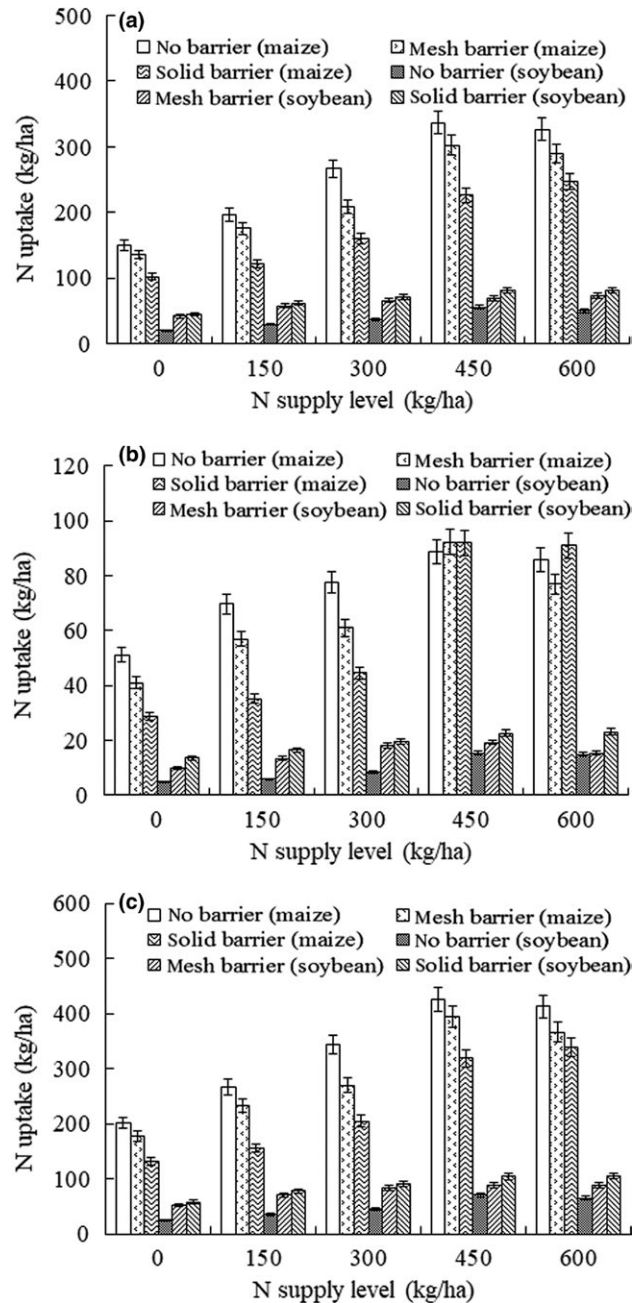 (a)
No barrier (maize) Mesh barrier (maize)
Solid barrier (maize) No barrier (soybean)
Mesh barrier (soybean) Solid barrier (soybean)
500
400
300
200
100
0
N uptake (kg/ha)
0 150 300 450 600
N supply level (kg/ha)
(b)
No barrier (maize) Mesh barrier (maize)
Solid barrier (maize) No barrier (soybean)
Mesh barrier (soybean) Solid barrier (soybean)
120
100
80
60
40
20
0
N uptake (kg/ha)
0 150 300 450 600
N supply level (kg/ha)
(c)
No barrier (maize) Mesh barrier (maize)
Solid barrier (maize) No barrier (soybean)
Mesh barrier (soybean) Solid barrier (soybean)
600
500
400
300
200
100
0
N uptake (kg/ha)
0 150 300 450 600
N supply level (kg/ha)